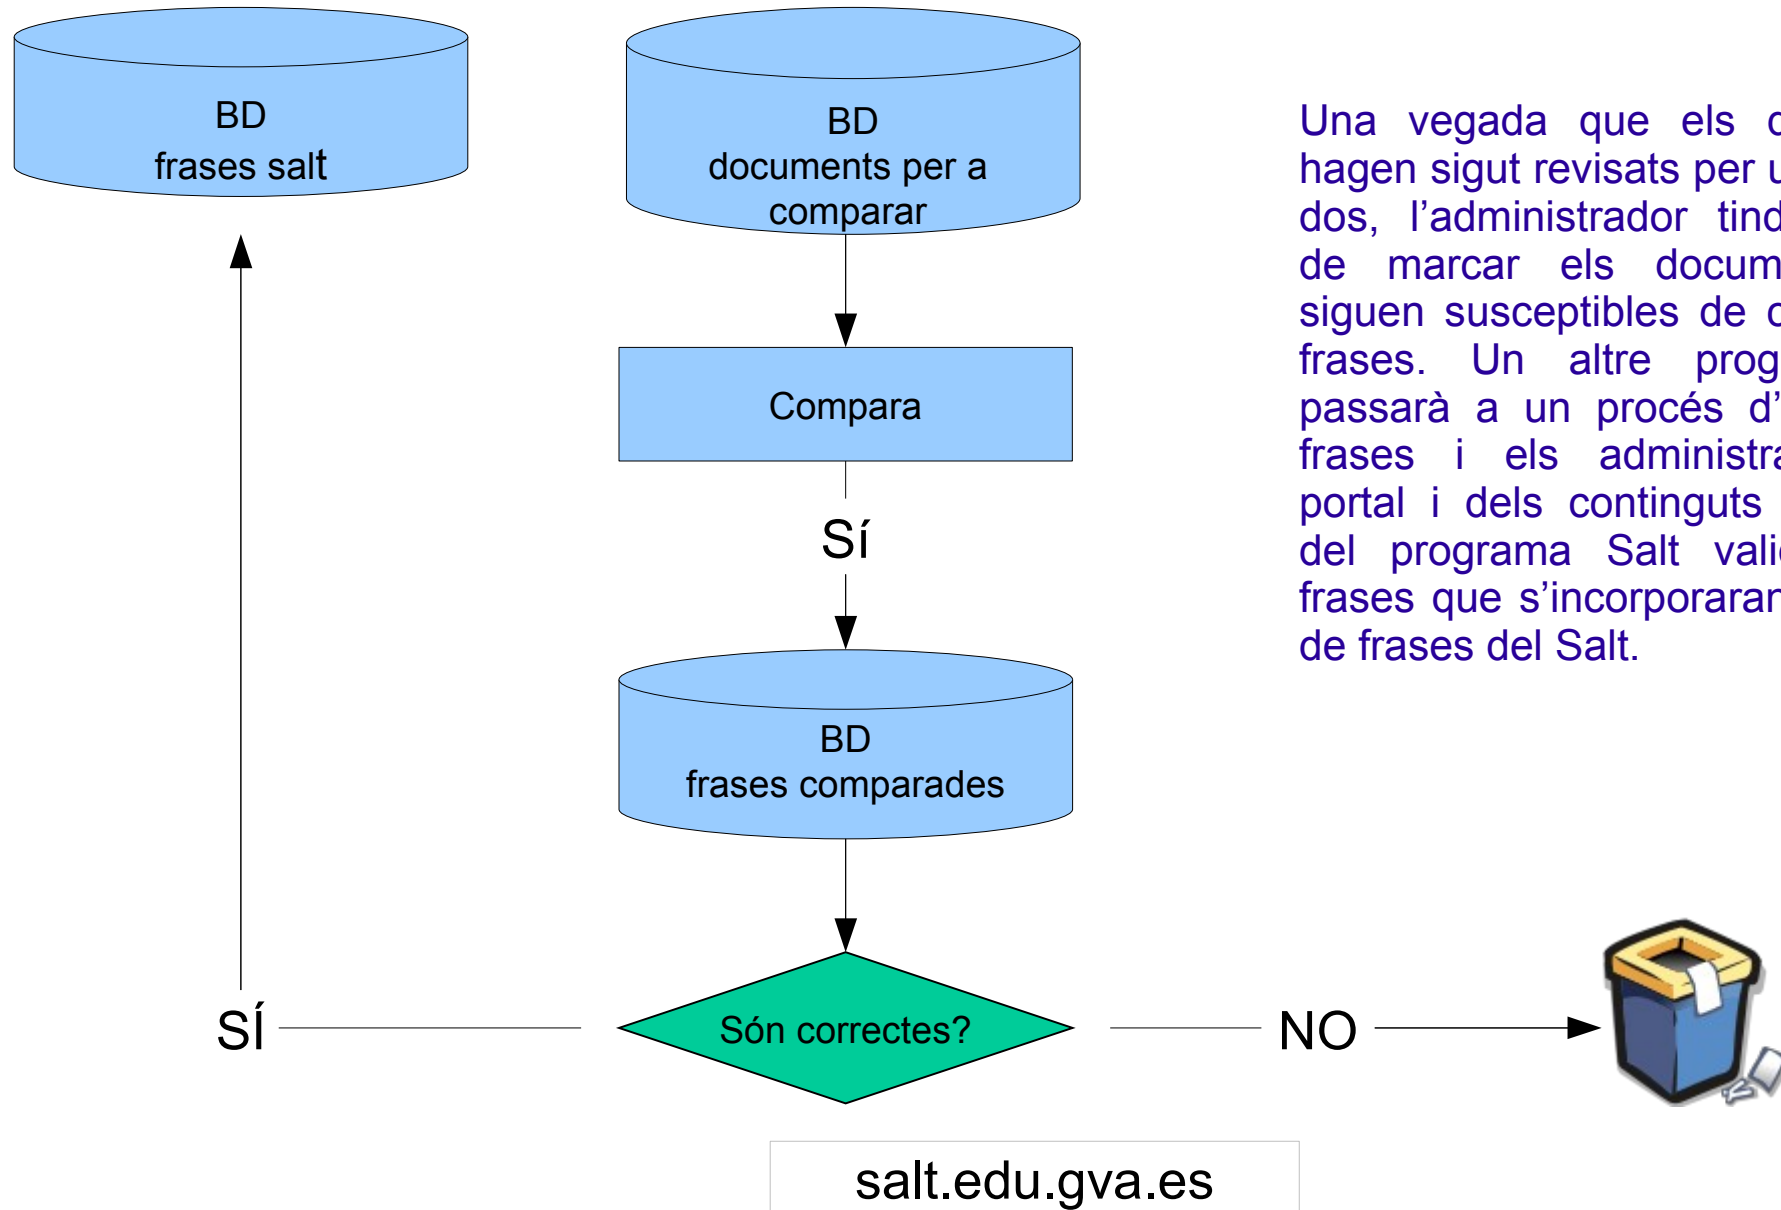 BD
frases salt
BD
documents per a
comparar
Compara
Sí
BD
frases comparades
Són correctes?
SÍ
NO
Una vegada que els
hagen sigut revisats per
dos, l’administrador
de marcar els
siguen susceptibles de
frases. Un altre
passarà a un procés
frases i els
portal i dels continguts
del programa Salt
frases que s’incorporaran
de frases del Salt.
salt.edu.gva.es